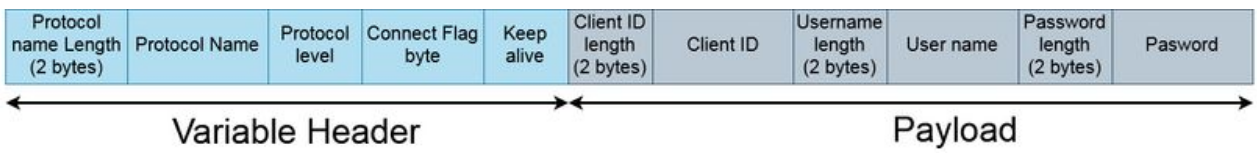 Protocol
name Length
(2 bytes)
Protocol Name
Protocol
level
Connect Flag
byte
Keep
alive
Client ID
length
(2 bytes)
Client ID
Username
length
(2 bytes)
User name
Password
length
(2 bytes)
Pasword
Variable Header
Payload